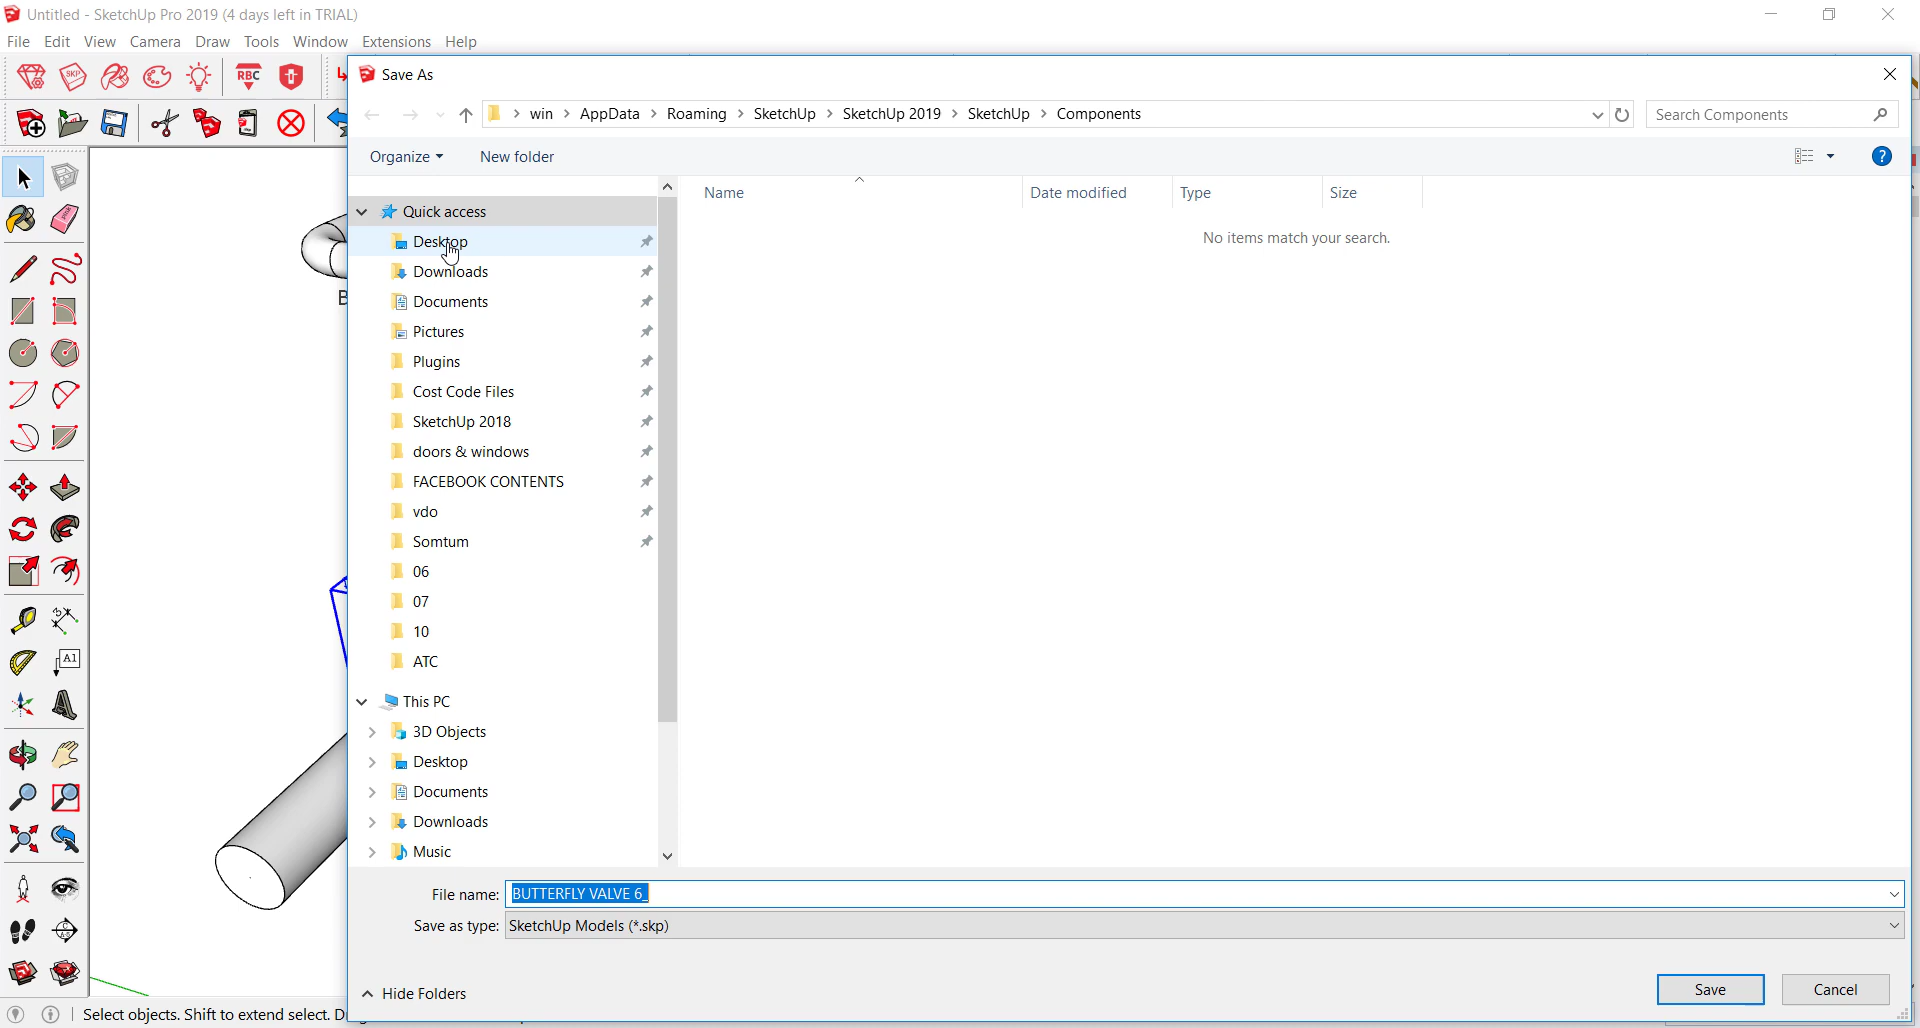 Untitled - SketchUp Pro 2019 (4 days left in TRIAL)
File Edit View Camera Draw Tools Window Extensions Help
SKP
RBC
Save As
win > AppData > Roaming > SketchUp > SketchUp 2019 > SketchUp > Components
Search Components
Organize
New folder
?
Name
Date modified
Type
Size
No items match your search.
Quick access
Desktop
Downloads
Documents
Pictures
Plugins
Cost Code Files
SketchUp 2018
doors & windows
FACEBOOK CONTENTS
vdo
Somtum
06
07
10
ATC
This PC
3D Objects
Desktop
Documents
Downloads
Music
B
A1
File name: BUTTERFLY VALVE 6_
Save as type: SketchUp Models (*.skp)
Hide Folders
Save
Cancel
Select objects. Shift to extend select.